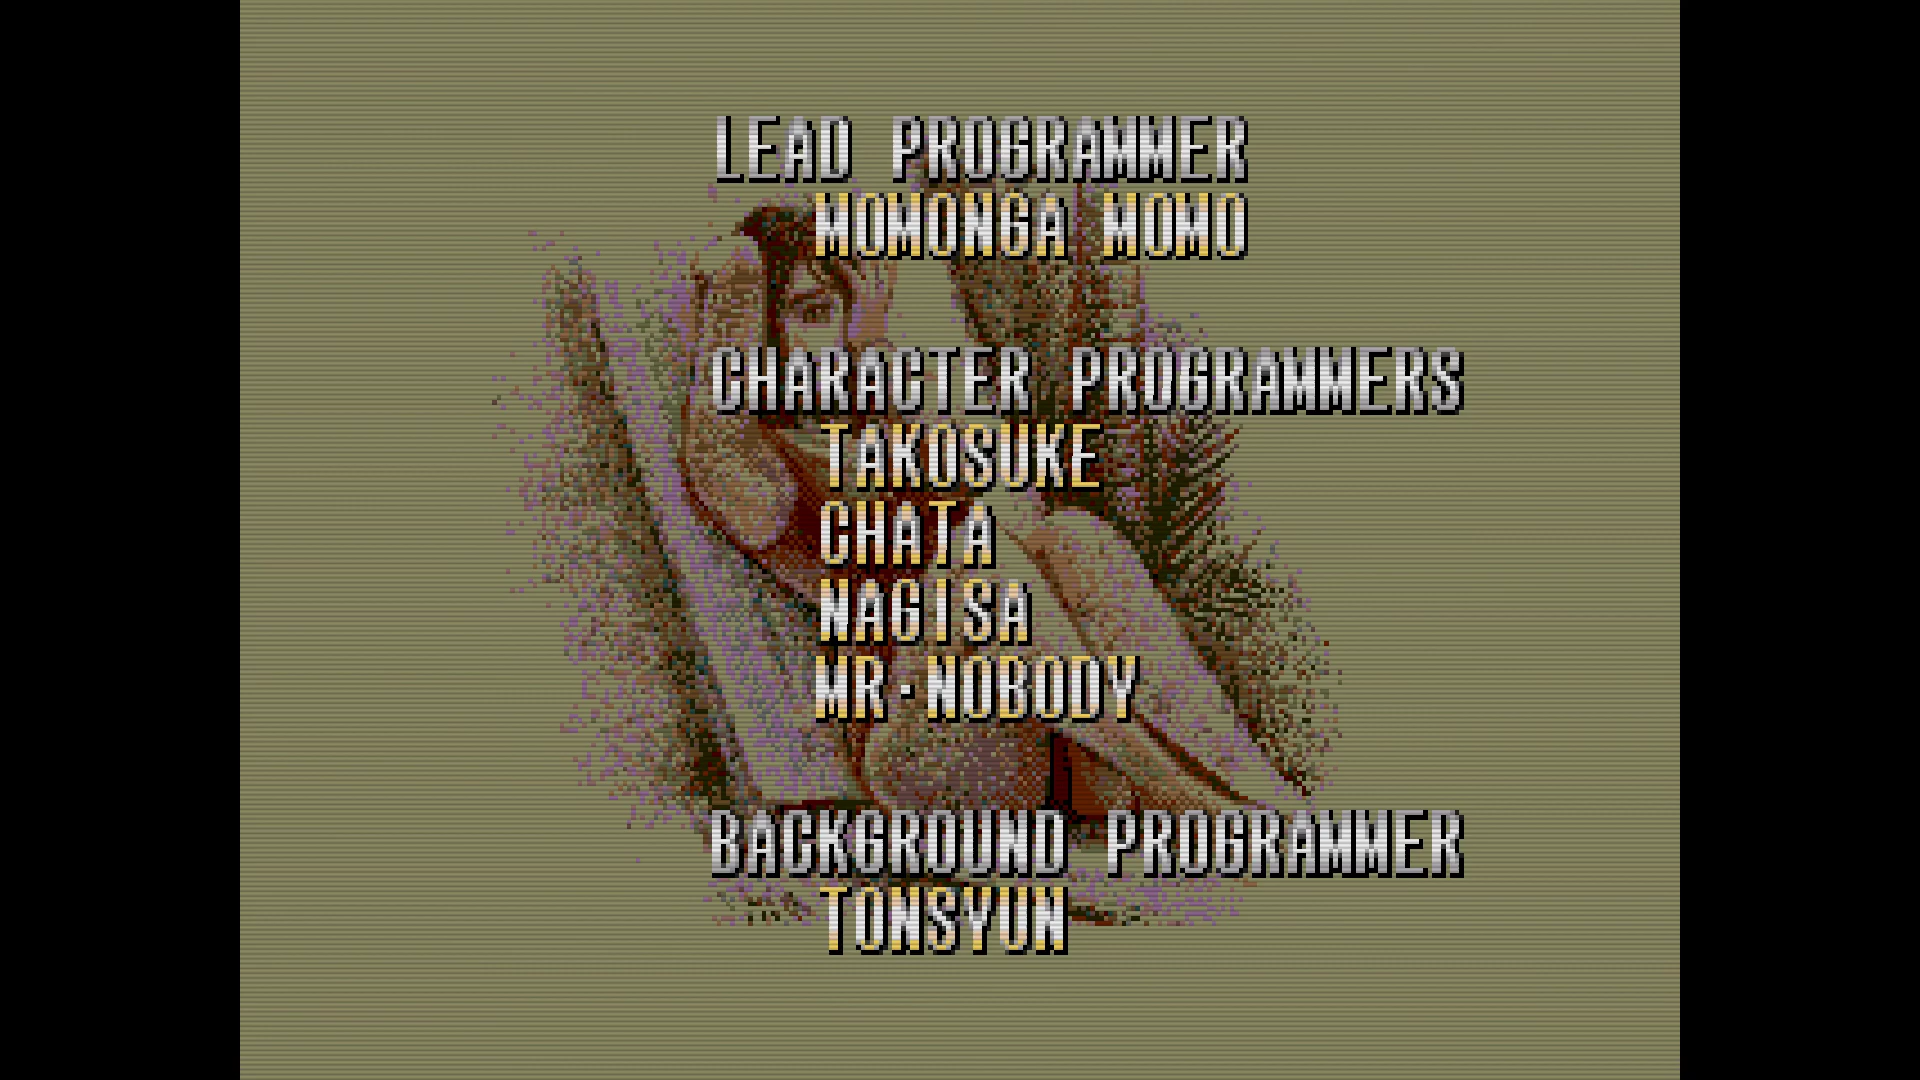 LEAD PROGRAMMER
MOMONGA MOMO
CHARACTER PROGRAMMERS
TAKOSUKE
CHATA
NAGISA
MR.NOBODY
BACKGROUND PROGRAMMER
TONSYUN